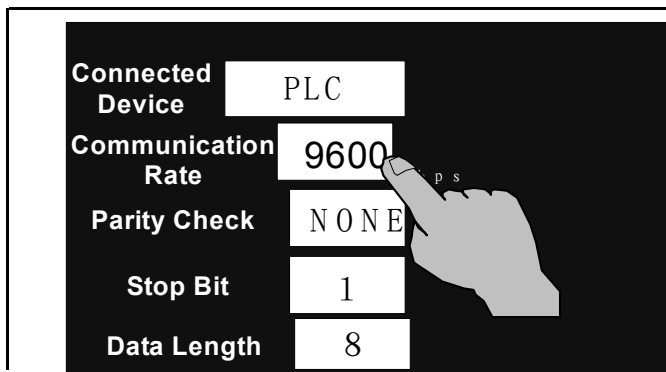 Connected
Device
PLC
Communication
Rate
9600
p s
Parity Check
NONE
Stop Bit
1
Data Length
8